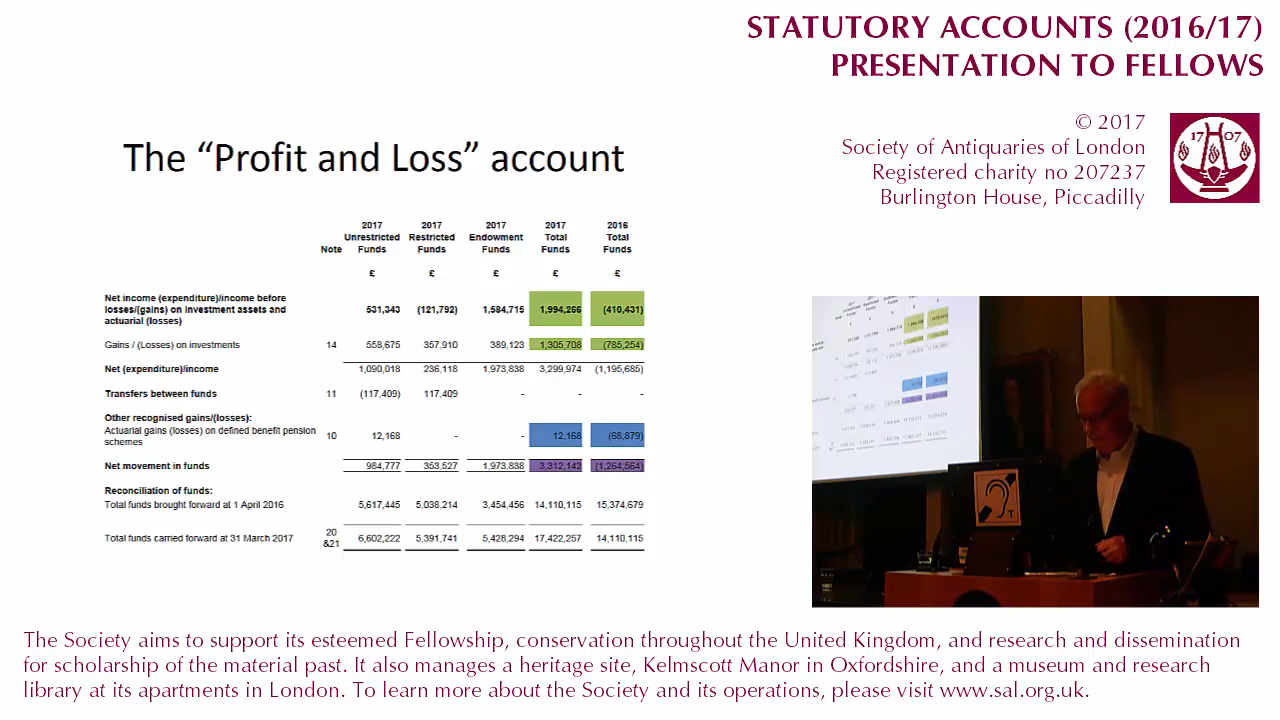 STATUTORY ACCOUNTS (2016/17)
PRESENTATION TO FELLOWS
© 2017
Society of Antiquaries of London
Registered charity no 207237
Burlington House, Piccadilly
17 07
The “Profit and Loss” account
2017 2017 2017 2017 2016
Unrestricted Restricted Endowment Total Total
Note Funds Funds Funds Funds Funds
£ £ £ £ £
Net income (expenditure)/income before
losses/(gains) on investment assets and 531,343 (121,792) 1,584,715 1,994,266 (410,431)
actuarial (losses)
Gains / (Losses) on investments 14 558,675 357,910 389,123 1,305,708 (785,254)
Net (expenditure)/income 1,090,018 236,118 1,973,838 3,299,974 (1,195,685)
Transfers between funds 11 (117,409) 117,409 - - -
Other recognised gains/(losses):
Actuarial gains (losses) on defined benefit pension
schemes 10 12,168 - - 12,168 (68,879)
Net movement in funds 984,777 353,527 1,973,838 3,312,142 (1,264,564)
Reconciliation of funds:
Total funds brought forward at 1 April 2016 5,617,445 5,038,214 3,454,456 14,110,115 15,374,679
20
Total funds carried forward at 31 March 2017 &21 6,602,222 5,391,741 5,428,294 17,422,257 14,110,115
T
The Society aims to support its esteemed Fellowship, conservation throughout the United Kingdom, and research and dissemination
for scholarship of the material past. It also manages a heritage site, Kelmscott Manor in Oxfordshire, and a museum and research
library at its apartments in London. To learn more about the Society and its operations, please visit www.sal.org.uk.